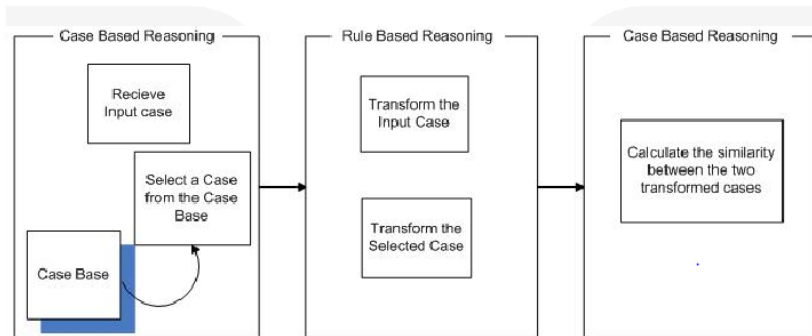 Case Based Reasoning
Recieve
Input case
Select a Case
from the Case
Base
Case Base
Rule Based Reasoning
Transform the
Input Case
Transform the
Selected Case
Case Based Reasoning
Calculate the similarity
between the two
transformed cases